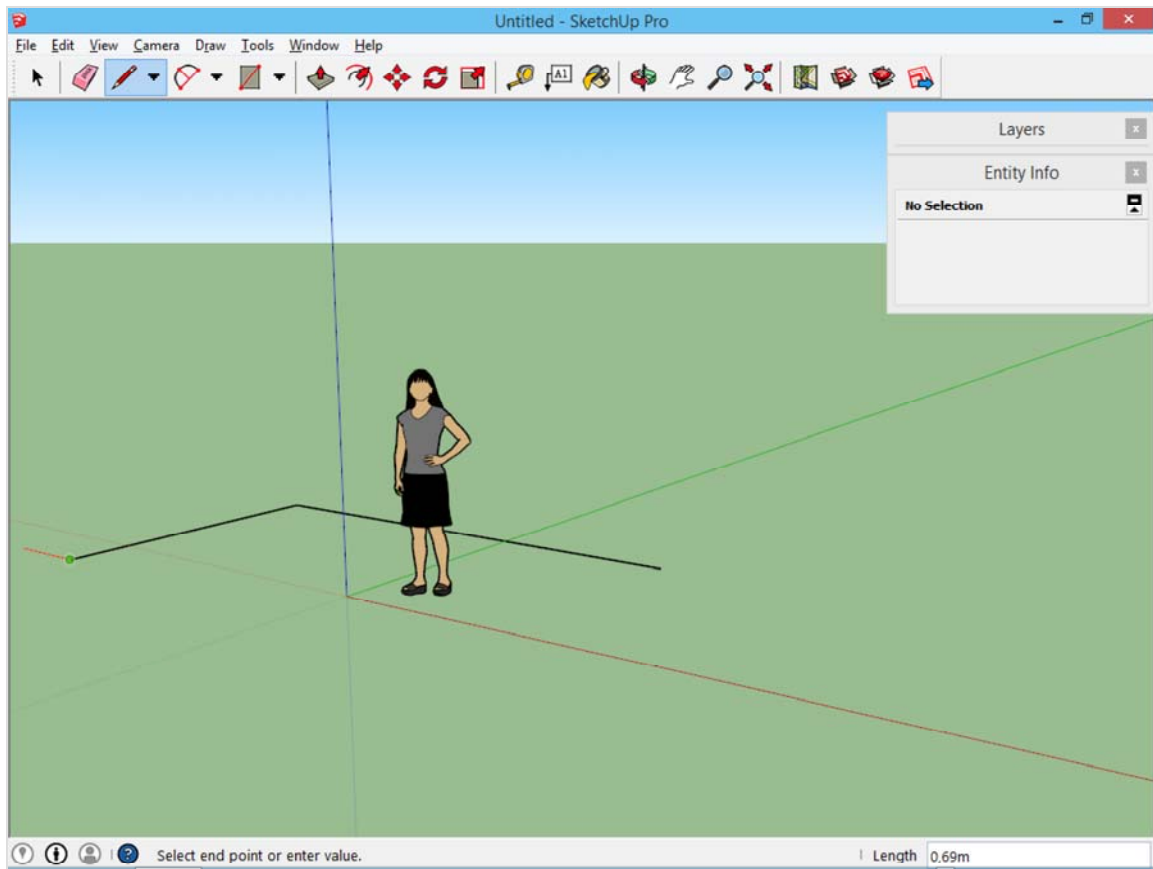 Untitled - SketchUp Pro
File Edit View Camera Draw Tools Window Help
A1
Layers
Entity Info
No Selection
Select end point or enter value.
Length 0.69m